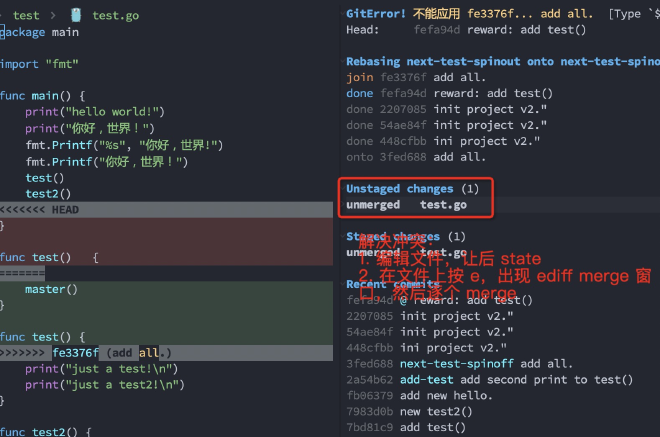 test > test.go
package main
import "fmt"
func main() {
print("hello world!")
print("你好，世界！")
fmt.Printf("%s", "你好，世界!")
fmt.Printf("你好，世界！")
test()
test2()
<<<<<<< HEAD
}
func test()   {
=======
master()
}
func test() {
>>>>>>> fe3376f (add all.)
print("just a test!\n")
print("just a test2!\n")
}
func test2() {
GitError! 不能应用 fe3376f... add all.  [Type `$
Head:     fefa94d reward: add test()
Rebasing next-test-spinout onto next-test-spino
join fe3376f add all.
done fefa94d reward: add test()
done 2207085 init project v2."
done 54ae84f init project v2."
done 448cfbb ini project v2."
onto 3fed688 add all.
Unstaged changes (1)
unmerged   test.go
Staged changes (1)
unmerged   test.go
解决冲突：
1. 编辑文件，让后 state
2. 在文件上按 e，出现 ediff merge 窗
口，然后逐个 merge
Recent commits
fefa94d @ reward: add test()
2207085 init project v2."
54ae84f init project v2."
448cfbb ini project v2."
3fed688 next-test-spinoff add all.
2a54b62 add-test add second print to test()
fb06379 add new hello.
7983d0b new test2()
7bd81c9 add test()